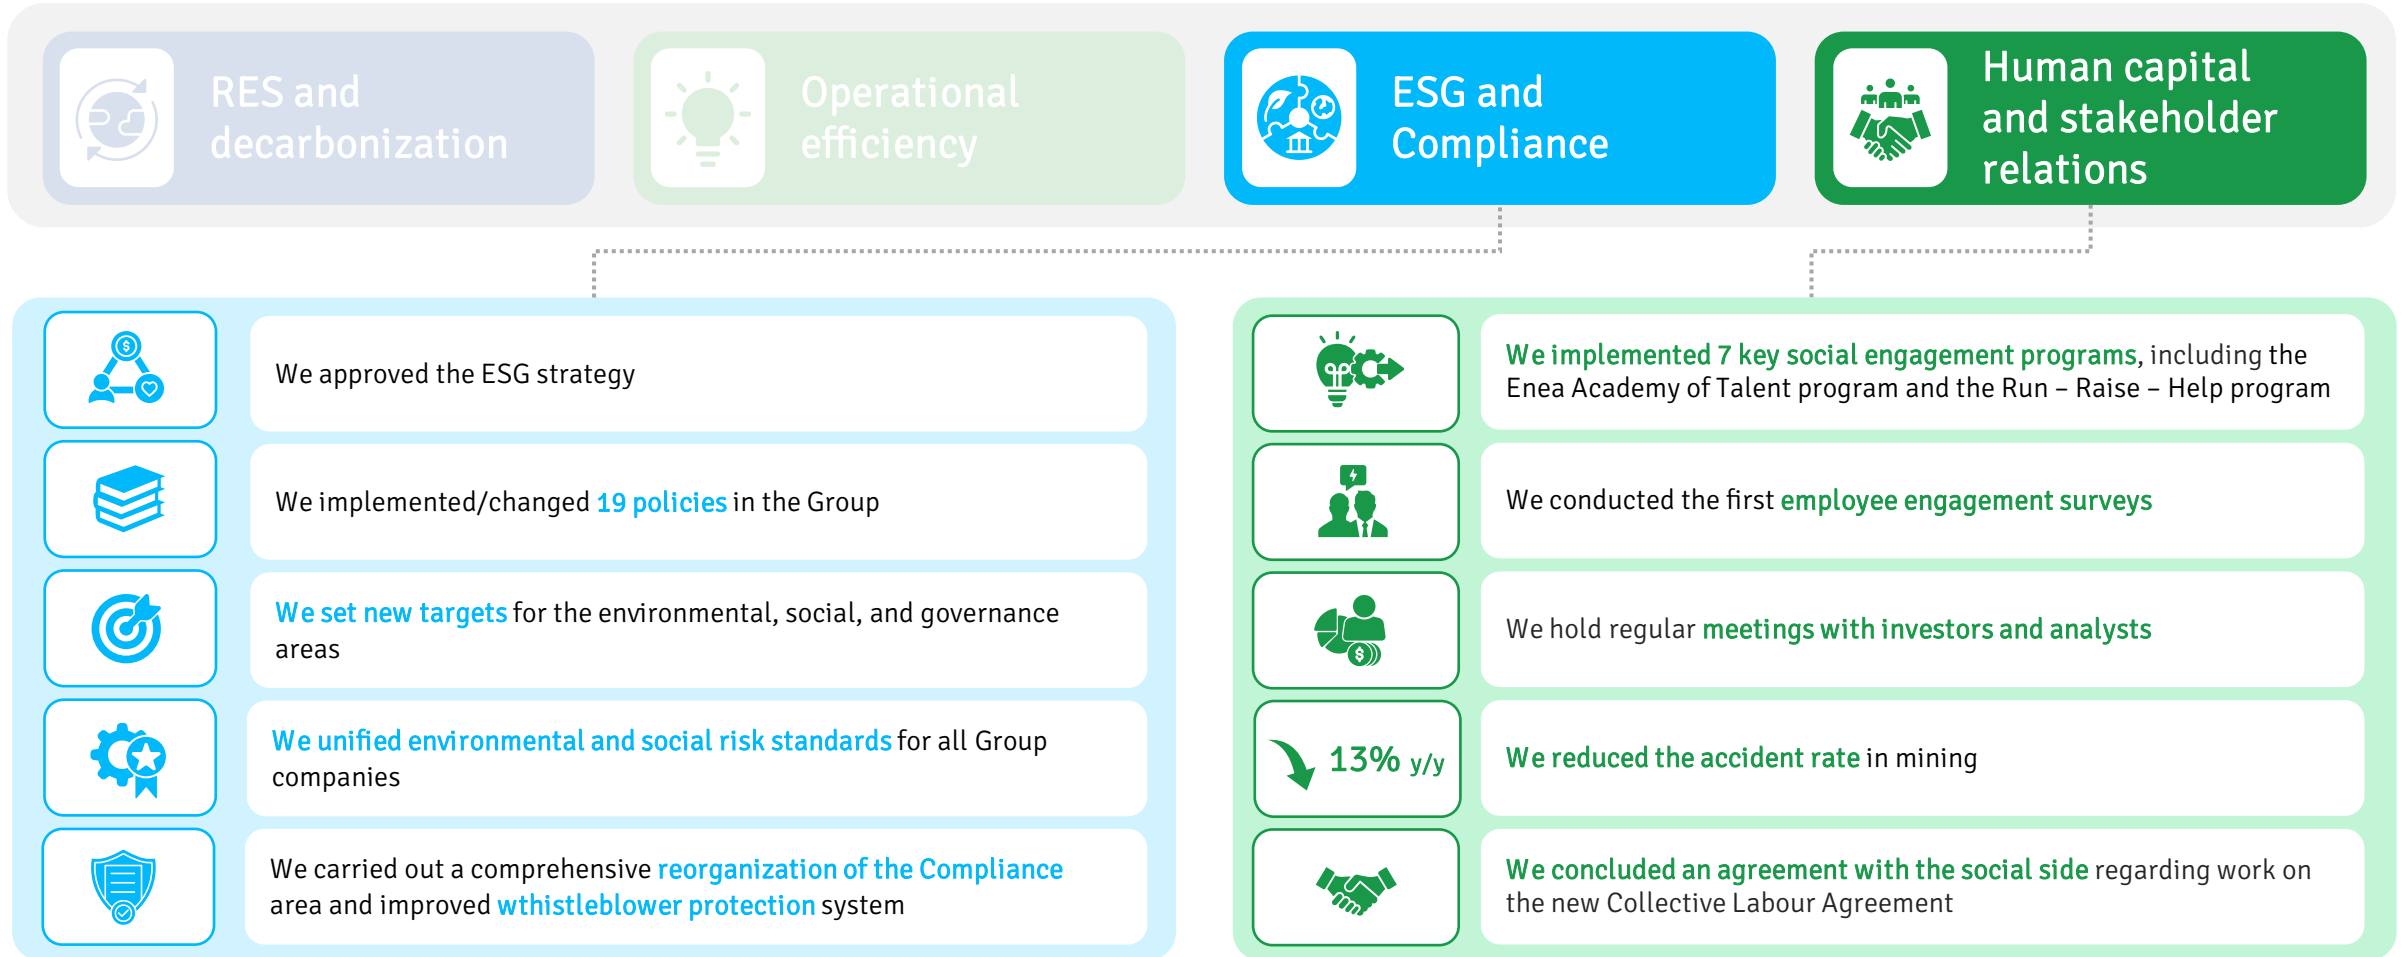 RES and
decarbonization
Operational
efficiency
ESG and
Compliance
Human capital
and stakeholder
relations
We approved the ESG strategy
We implemented/changed 19 policies in the Group
We set new targets for the environmental, social, and governance
areas
We unified environmental and social risk standards for all Group
companies
We carried out a comprehensive reorganization of the Compliance
area and improved wthistleblower protection system
We implemented 7 key social engagement programs, including the
Enea Academy of Talent program and the Run – Raise – Help program
We conducted the first employee engagement surveys
We hold regular meetings with investors and analysts
13% y/y
We reduced the accident rate in mining
We concluded an agreement with the social side regarding work on
the new Collective Labour Agreement